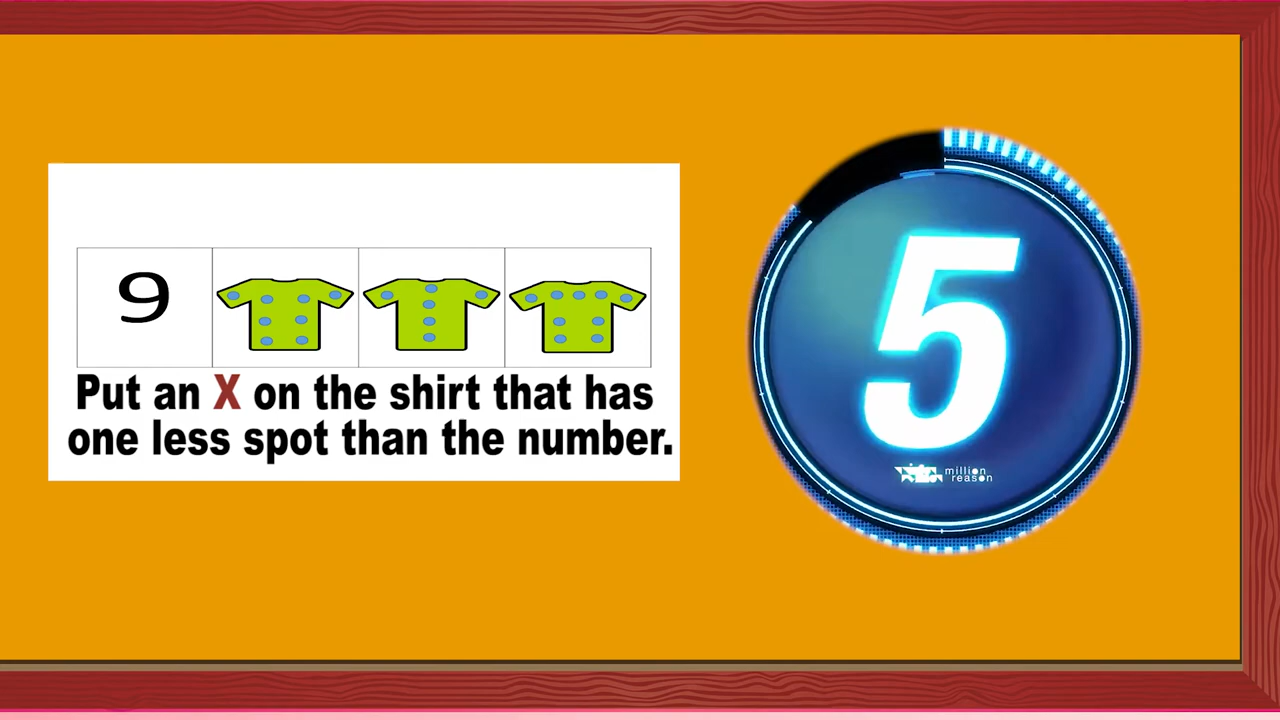 9
Put an X on the shirt that has
one less spot than the number.
5
million
reason